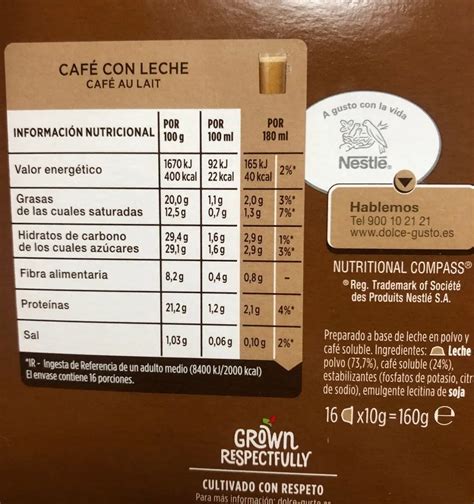 CAFÉ CON LECHE
CAFÉ AU LAIT
INFORMACIÓN NUTRICIONAL POR 100 g POR 100 ml POR 180 ml
Valor energético 1670 kJ 92 kJ 165 kJ 2%*
400 kcal 22 kcal 40 kcal
Grasas 20,0 g 1,1 g 2,0 g 3%*
de las cuales saturadas 12,5 g 0,7 g 1,3 g 7%*
Hidratos de carbono 29,4 g 1,6 g 2,9 g 1%*
de los cuales azúcares 29,1 g 1,6 g 2,9 g 3%*
Fibra alimentaria 8,2 g 0,4 g 0,8 g -
Proteínas 21,2 g 1,2 g 2,1 g 4%*
Sal 1,03 g 0,06 g 0,10 g 2%*
*IR - Ingesta de Referencia de un adulto medio (8400 kJ/2000 kcal)
El envase contiene 16 porciones.
A gusto con la vida
Nestlé®
Hablemos
Tel 900 10 21 21
www.dolce-gusto.es
NUTRITIONAL COMPASS®
® Reg. Trademark of Société
des Produits Nestlé S.A.
Preparado a base de leche en polvo y
café soluble. Ingredientes: Leche
polvo (73,7%), café soluble (24%),
estabilizantes (fosfatos de potasio, citr
de sodio), emulgente lecitina de soja
16 x10g=160g e
GROWN
RESPECTFULLY
CULTIVADO CON RESPETO
Para más información: